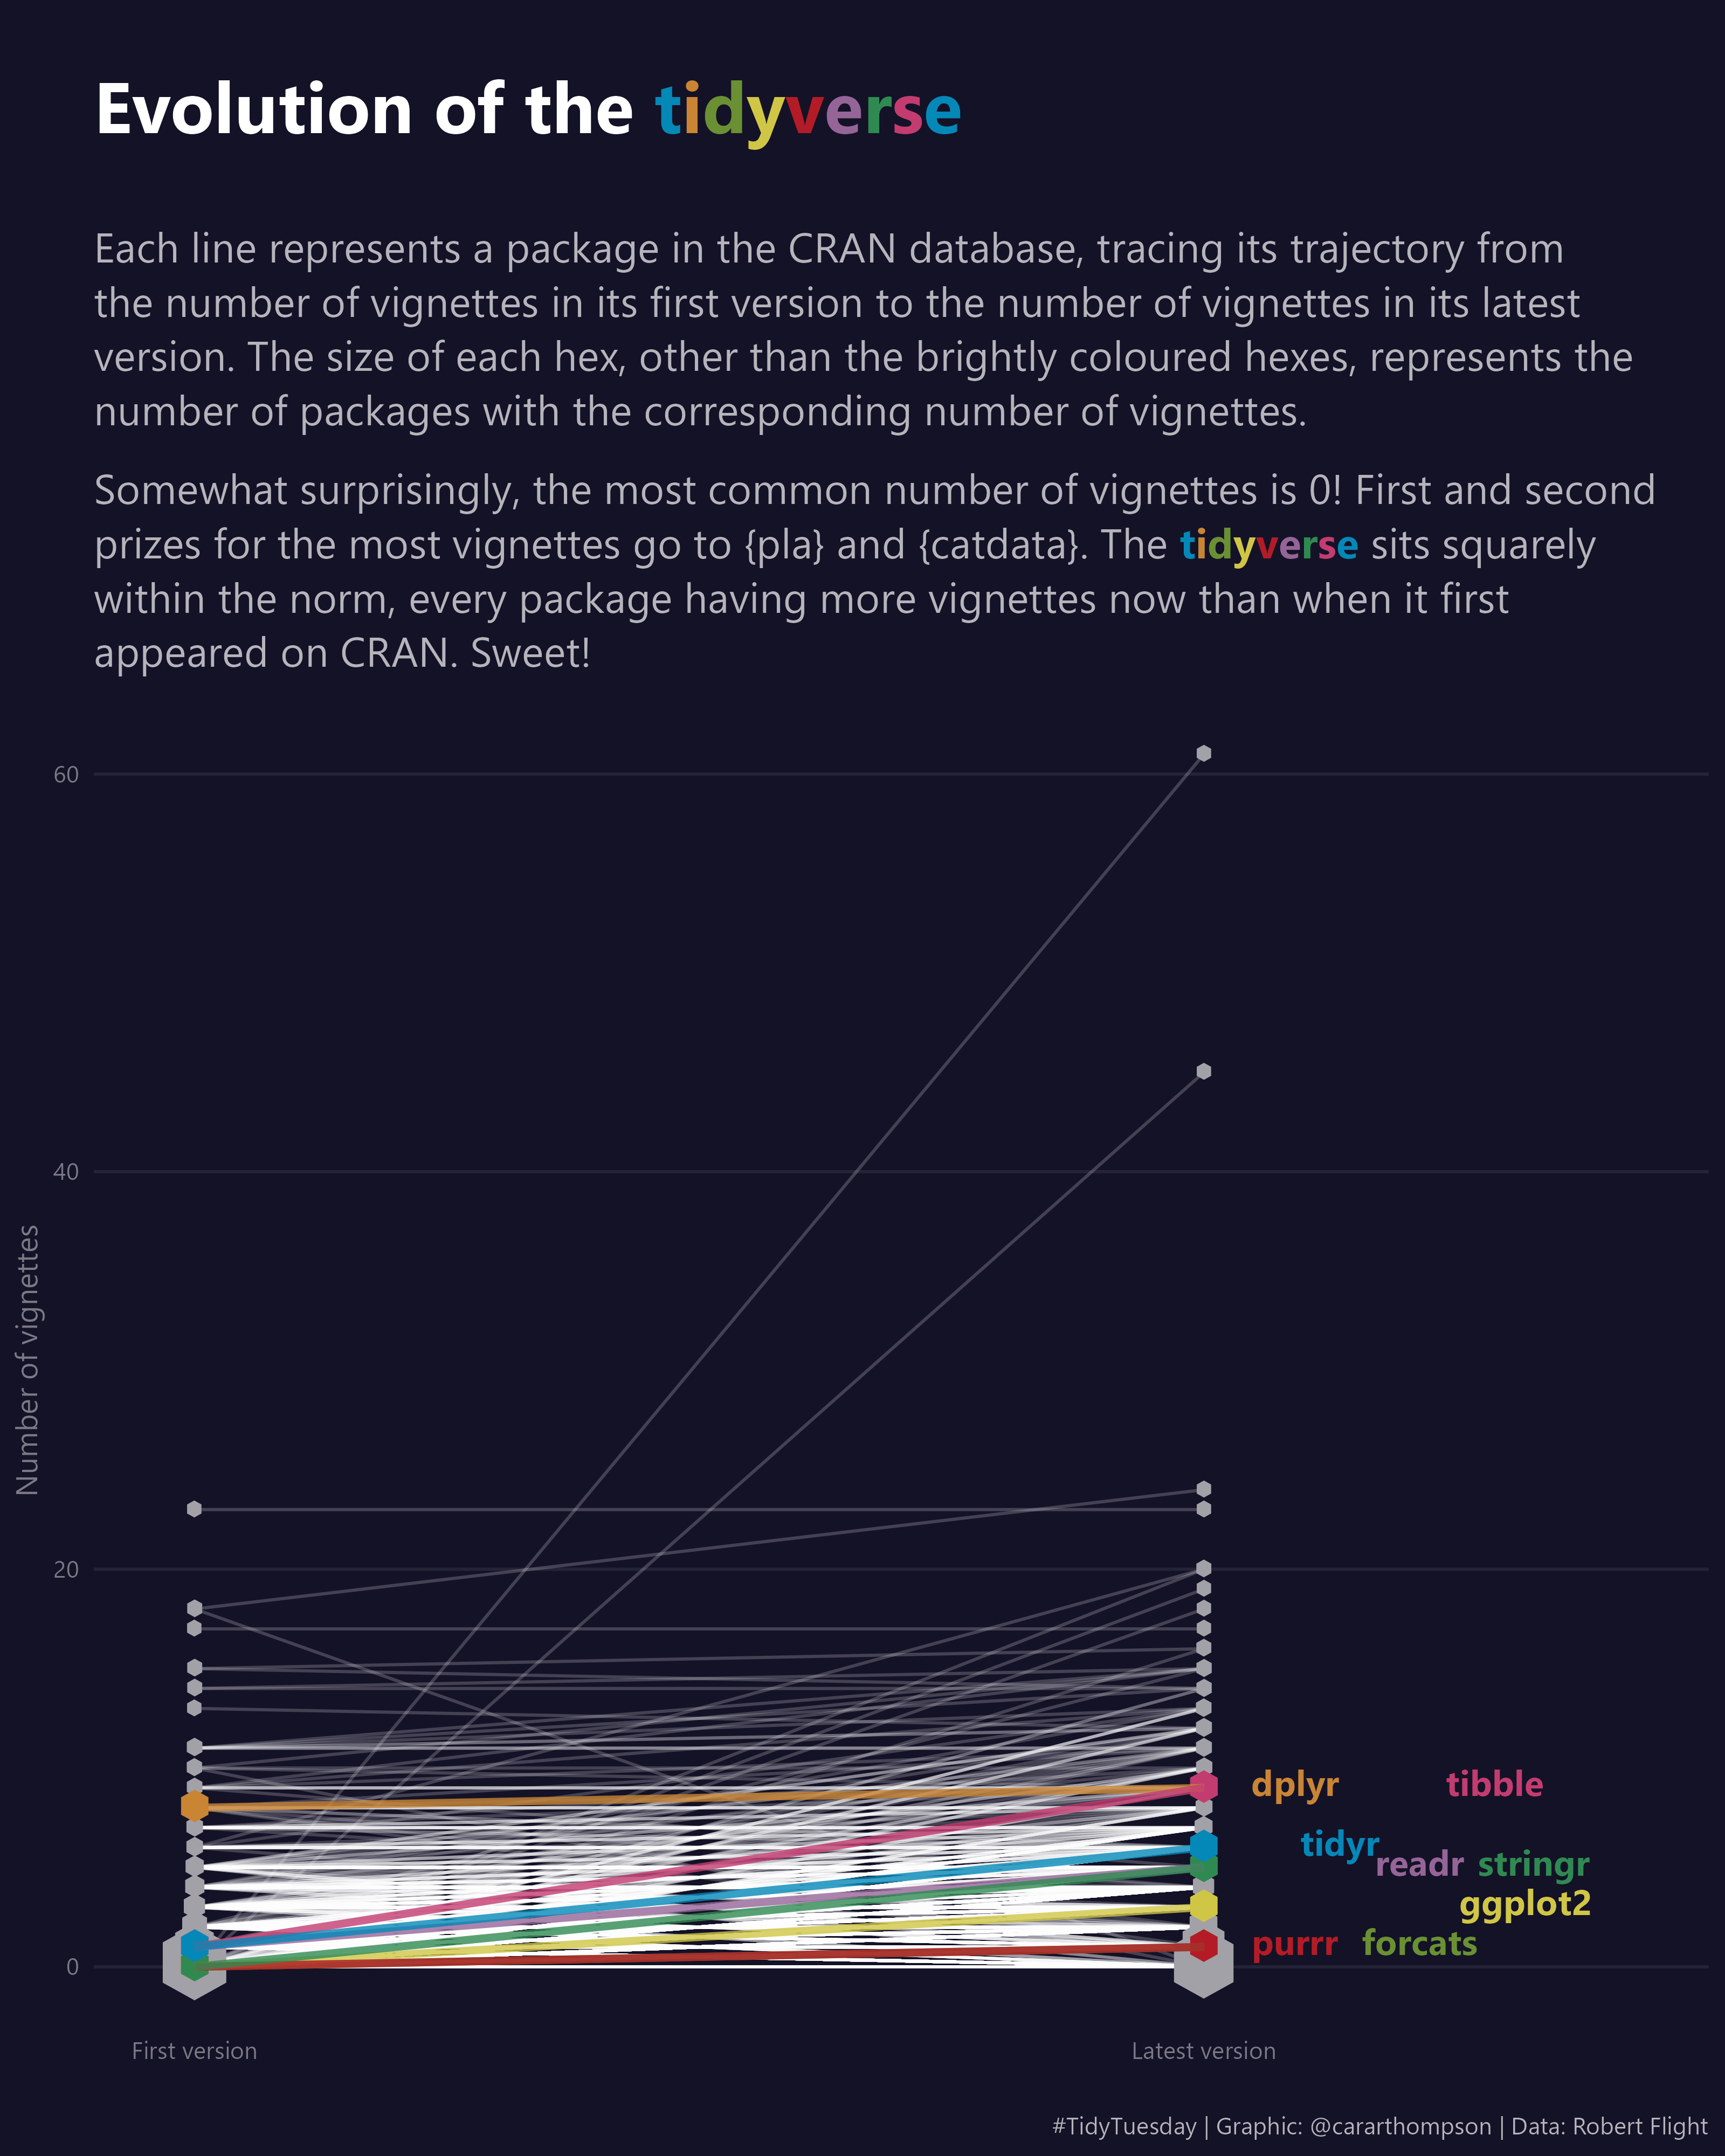 Evolution of the tidyverse
Each line represents a package in the CRAN database, tracing its trajectory from
the number of vignettes in its first version to the number of vignettes in its latest
version. The size of each hex, other than the brightly coloured hexes, represents the
number of packages with the corresponding number of vignettes.
Somewhat surprisingly, the most common number of vignettes is 0! First and second
prizes for the most vignettes go to {pla} and {catdata}. The tidyverse sits squarely
within the norm, every package having more vignettes now than when it first
appeared on CRAN. Sweet!
60
40
Number of vignettes
20
dplyr tibble
tidyr
readr stringr
ggplot2
purrr forcats
0
First version Latest version
#TidyTuesday | Graphic: @cararthompson | Data: Robert Flight